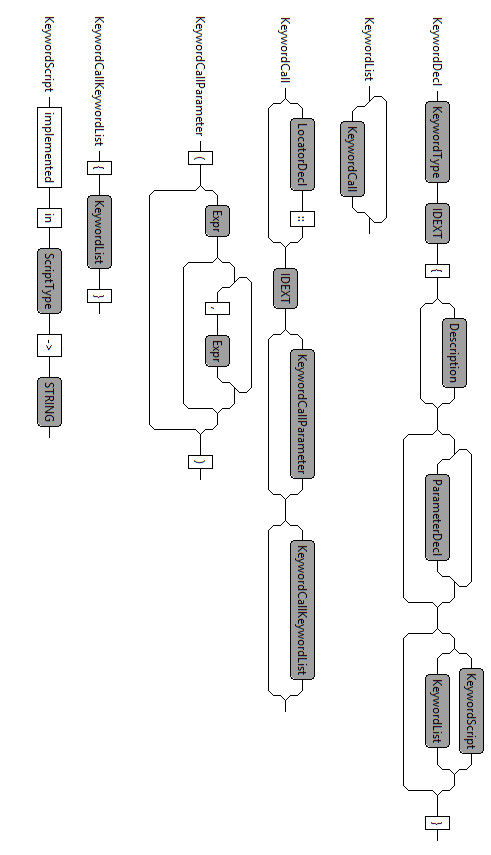 KeywordDecl KeywordType IDEXT { Description ParameterDecl KeywordScript KeywordList }
KeywordList KeywordCall
KeywordCall LocatorDecl :: IDEXT KeywordCallParameter KeywordCallKeywordList
KeywordCallParameter ( Expr , Expr )
KeywordCallKeywordList { KeywordList }
KeywordScript implemented in ScriptType -> STRING